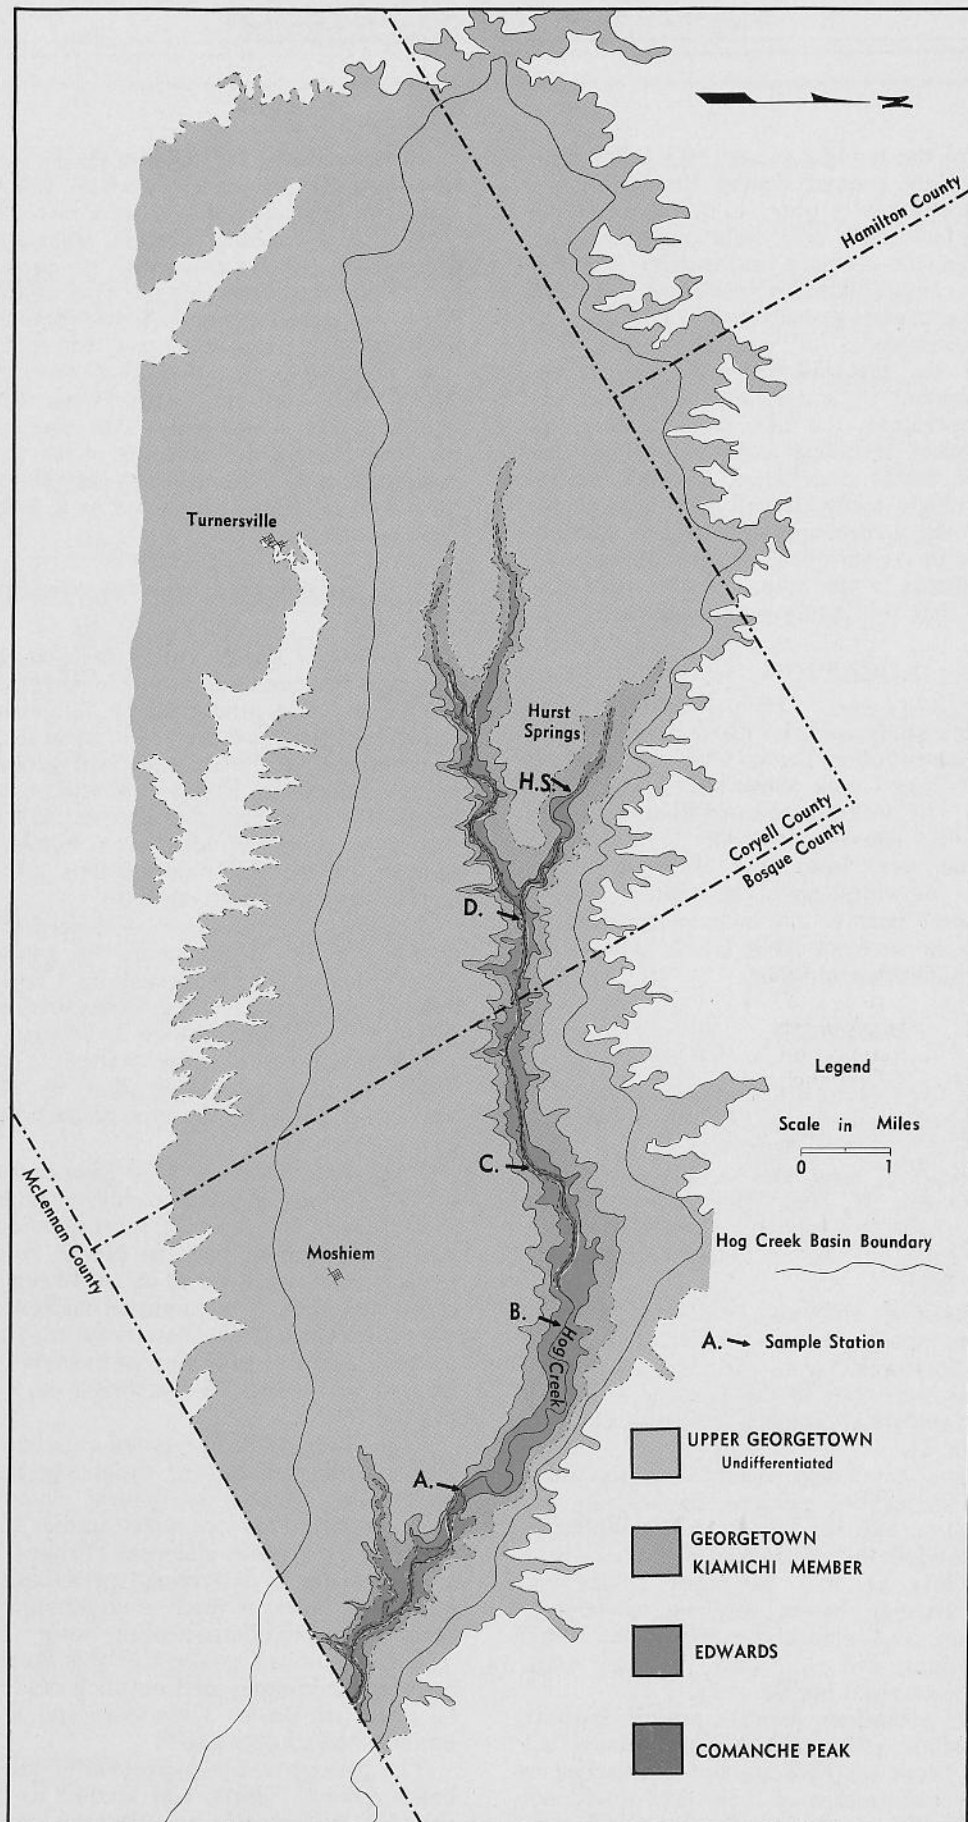 N
Hamilton County
Turnersville
Hurst
Springs
H.S.
Coryell County
Bosque County
D.
Legend
Scale in Miles
0 1
C.
McLennan County
Moshiem
Hog Creek Basin Boundary
B.
Hog Creek
A. Sample Station
UPPER GEORGETOWN
Undifferentiated
A.
GEORGETOWN
KIAMICHI MEMBER
EDWARDS
COMANCHE PEAK